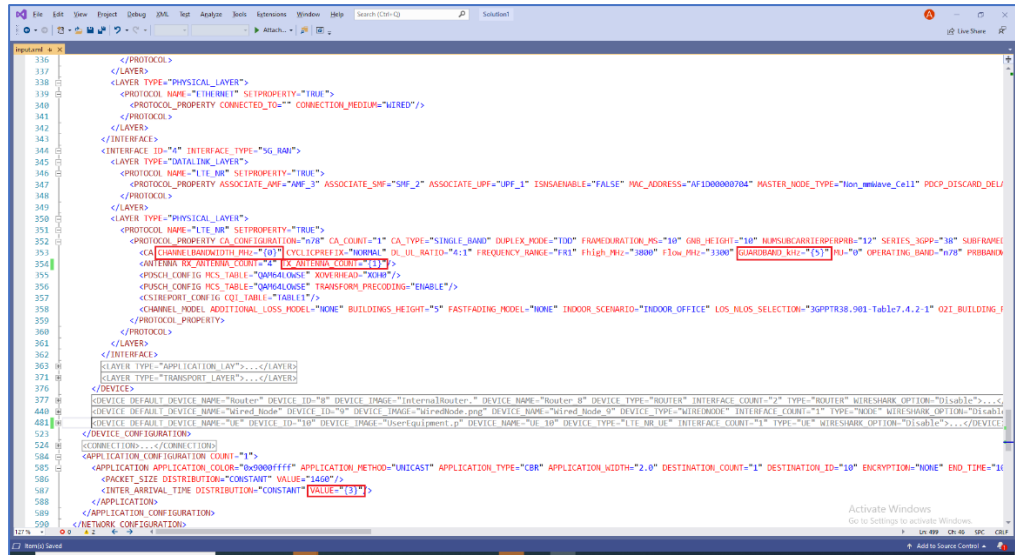 File Edit View Project Debug XML Test Analyze Tools Extensions Window Help Search (Ctrl+Q) Solution1
Attach... Live Share
input.xml
336 </PROTOCOL>
337 </LAYER>
338 <LAYER TYPE="PHYSICAL_LAYER">
339 <PROTOCOL NAME="ETHERNET" SETPROPERTY="TRUE">
340 <PROTOCOL_PROPERTY CONNECTED_TO="" CONNECTION_MEDIUM="WIRED"/>
341 </PROTOCOL>
342 </LAYER>
343 </INTERFACE>
344 <INTERFACE ID="4" INTERFACE_TYPE="5G_RAN">
345 <LAYER TYPE="DATALINK_LAYER">
346 <PROTOCOL NAME="LTE_NR" SETPROPERTY="TRUE">
347 <PROTOCOL_PROPERTY ASSOCIATE_AMF="AMF_3" ASSOCIATE_SMF="SMF_2" ASSOCIATE_UPF="UPF_1" ISNSAENABLE="FALSE" MAC_ADDRESS="AF1D00000704" MASTER_NODE_TYPE="Non_mmWave_Cell" PDCP_DISCARD_DELA
348 </PROTOCOL>
349 </LAYER>
350 <LAYER TYPE="PHYSICAL_LAYER">
351 <PROTOCOL NAME="LTE_NR" SETPROPERTY="TRUE">
352 <PROTOCOL_PROPERTY CA_CONFIGURATION="n78" CA_COUNT="1" CA_TYPE="SINGLE_BAND" DUPLEX_MODE="TDD" FRAMEDURATION_MS="10" GNB_HEIGHT="10" NUMSUBCARRIERPERPRB="12" SERIES_3GPP="38" SUBFRAMED
353 <CA CHANNELBANDWIDTH_MHz="{0}" CYCLICPREFIX="NORMAL" DL_UL_RATIO="4:1" FREQUENCY_RANGE="FR1" Fhigh_MHz="3800" Flow_MHz="3300" GUARDBAND_kHz="{5}" MU="0" OPERATING_BAND="n78" PRBBANDW
354 <ANTENNA RX_ANTENNA_COUNT="4" TX_ANTENNA_COUNT="{1}"/>
355 <PDSCH_CONFIG MCS_TABLE="QAM64LOWSE" XOVERHEAD="XOH0"/>
356 <PUSCH_CONFIG MCS_TABLE="QAM64LOWSE" TRANSFORM_PRECODING="ENABLE"/>
357 <CSIREPORT_CONFIG CQI_TABLE="TABLE1"/>
358 <CHANNEL_MODEL ADDITIONAL_LOSS_MODEL="NONE" BUILDINGS_HEIGHT="5" FASTFADING_MODEL="NONE" INDOOR_SCENARIO="INDOOR_OFFICE" LOS_NLOS_SELECTION="3GPPTR38.901-Table7.4.2-1" O2I_BUILDING_P
359 </PROTOCOL_PROPERTY>
360 </PROTOCOL>
361 </LAYER>
362 </INTERFACE>
363 <LAYER TYPE="APPLICATION_LAY">...</LAYER>
371 <LAYER TYPE="TRANSPORT_LAYER">...</LAYER>
376 </DEVICE>
377 <DEVICE DEFAULT_DEVICE_NAME="Router" DEVICE_ID="8" DEVICE_IMAGE="InternalRouter." DEVICE_NAME="Router_8" DEVICE_TYPE="ROUTER" INTERFACE_COUNT="2" TYPE="ROUTER" WIRESHARK_OPTION="Disable">...<
440 <DEVICE DEFAULT_DEVICE_NAME="Wired_Node" DEVICE_ID="9" DEVICE_IMAGE="WiredNode.png" DEVICE_NAME="Wired_Node_9" DEVICE_TYPE="WIREDNODE" INTERFACE_COUNT="1" TYPE="NODE" WIRESHARK_OPTION="Disabl
481 <DEVICE DEFAULT_DEVICE_NAME="UE" DEVICE_ID="10" DEVICE_IMAGE="UserEquipment.p" DEVICE_NAME="UE_10" DEVICE_TYPE="LTE_NR_UE" INTERFACE_COUNT="1" TYPE="UE" WIRESHARK_OPTION="Disable">...</DEVICE
523 </DEVICE_CONFIGURATION>
524 <CONNECTION>...</CONNECTION>
584 <APPLICATION_CONFIGURATION COUNT="1">
585 <APPLICATION APPLICATION_COLOR="0x9000ffff" APPLICATION_METHOD="UNICAST" APPLICATION_TYPE="CBR" APPLICATION_WIDTH="2.0" DESTINATION_COUNT="1" DESTINATION_ID="10" ENCRYPTION="NONE" END_TIME="10
586 <PACKET_SIZE DISTRIBUTION="CONSTANT" VALUE="1460"/>
587 <INTER_ARRIVAL_TIME DISTRIBUTION="CONSTANT" VALUE="{3}"/>
588 </APPLICATION>
589 </APPLICATION_CONFIGURATION>
590 </NETWORK_CONFIGURATION>
Activate Windows
Go to Settings to activate Windows.
127 % 0 2 Ln: 499 Ch: 46 SPC CRLF
Item(s) Saved Add to Source Control